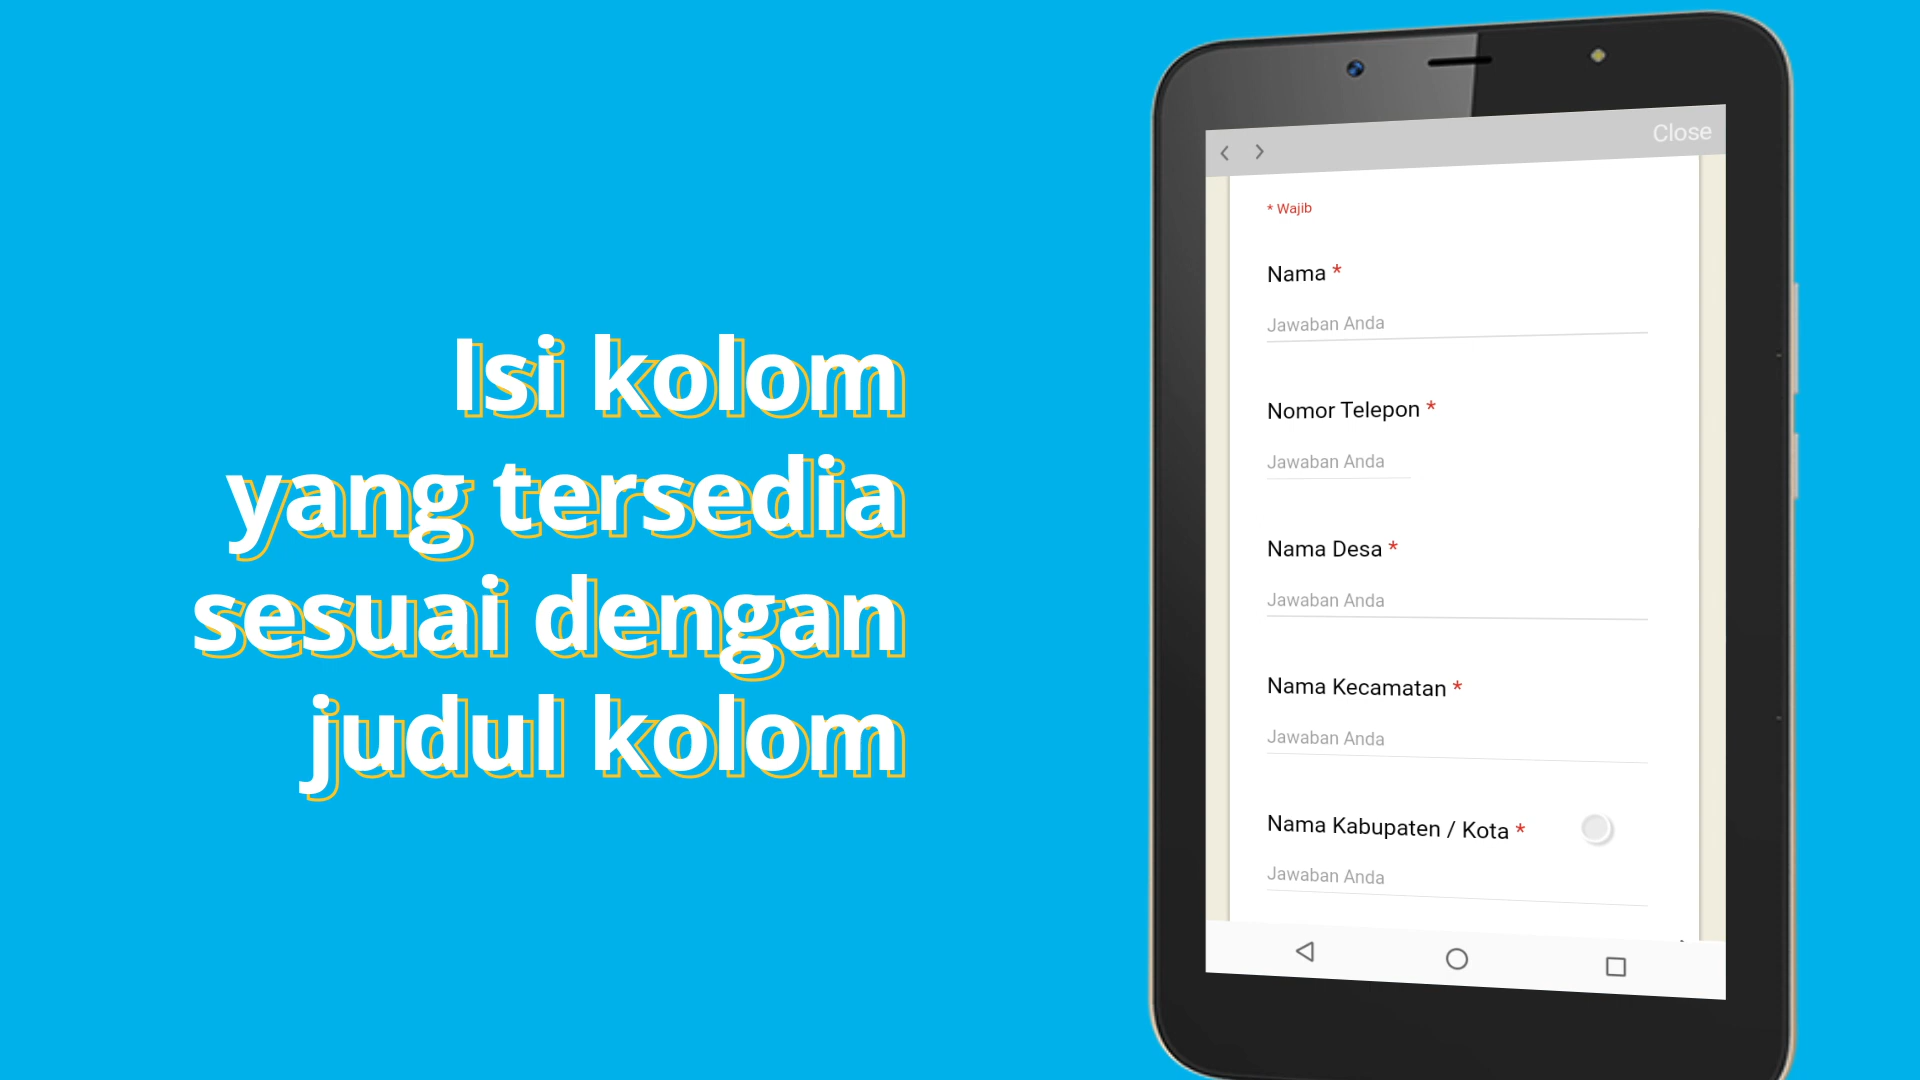 Isi kolom
yang tersedia
sesuai dengan
judul kolom
Close
* Wajib
Nama *
Jawaban Anda
Nomor Telepon *
Jawaban Anda
Nama Desa *
Jawaban Anda
Nama Kecamatan *
Jawaban Anda
Nama Kabupaten / Kota *
Jawaban Anda